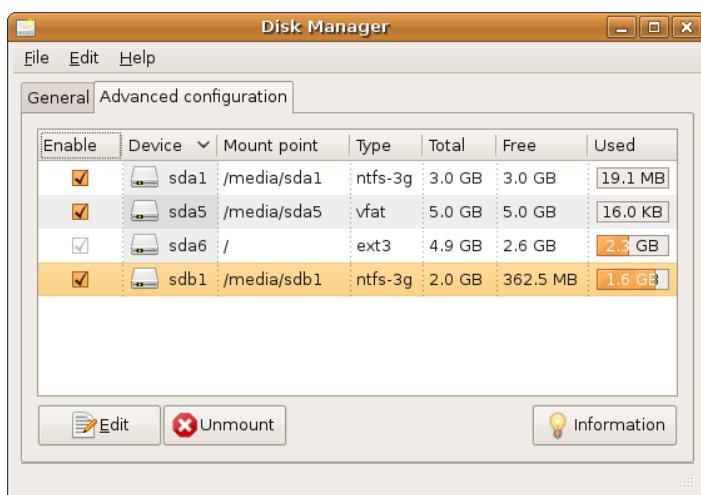 Disk Manager
File Edit Help
General Advanced configuration
Enable Device Mount point Type Total Free Used
sda1 /media/sda1 ntfs-3g 3.0 GB 3.0 GB 19.1 MB
sda5 /media/sda5 vfat 5.0 GB 5.0 GB 16.0 KB
sda6 / ext3 4.9 GB 2.6 GB 2.3 GB
sdb1 /media/sdb1 ntfs-3g 2.0 GB 362.5 MB 1.6 GB
Edit Unmount Information